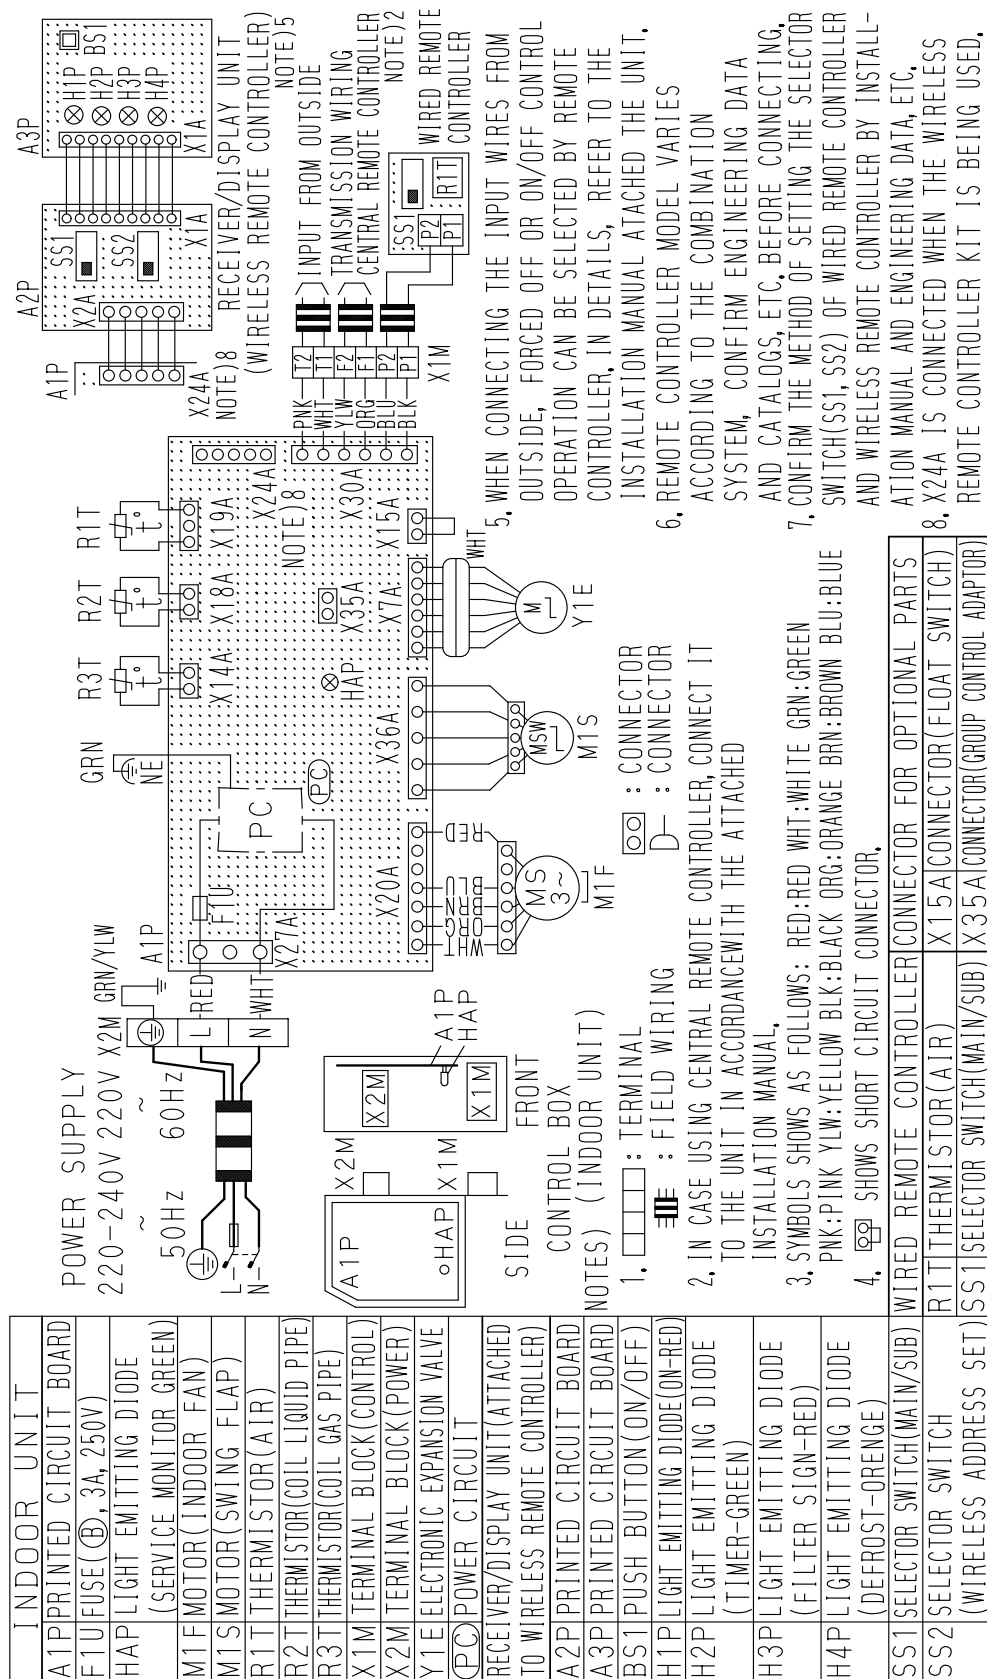 INDOOR UNIT
A1P PRINTED CIRCUIT BOARD
F1U FUSE(Ⓑ,3A,250V)
HAP LIGHT EMITTING DIODE
(SERVICE MONITOR GREEN)
M1F MOTOR(INDOOR FAN)
M1S MOTOR(SWING FLAP)
R1T THERMISTOR(AIR)
R2T THERMISTOR(COIL LIQUID PIPE)
R3T THERMISTOR(COIL GAS PIPE)
X1M TERMINAL BLOCK(CONTROL)
X2M TERMINAL BLOCK(POWER)
Y1E ELECTRONIC EXPANSION VALVE
PC POWER CIRCUIT
RECEIVER/DISPLAY UNIT(ATTACHED
TO WIRELESS REMOTE CONTROLLER)
A2P PRINTED CIRCUIT BOARD
A3P PRINTED CIRCUIT BOARD
BS1 PUSH BUTTON(ON/OFF)
H1P LIGHT EMITTING DIODE(ON-RED)
H2P LIGHT EMITTING DIODE
(TIMER-GREEN)
H3P LIGHT EMITTING DIODE
(FILTER SIGN-RED)
H4P LIGHT EMITTING DIODE
(DEFROST-ORENGE)
SS1 SELECTOR SWITCH(MAIN/SUB)
SS2 SELECTOR SWITCH
(WIRELESS ADDRESS SET)
WIRED REMOTE CONTROLLER
R1T THERMISTOR(AIR)
SS1 SELECTOR SWITCH(MAIN/SUB)
CONNECTOR FOR OPTIONAL PARTS
X15A CONNECTOR(FLOAT SWITCH)
X35A CONNECTOR(GROUP CONTROL ADAPTOR)
POWER SUPPLY
220-240V 220V
~ ~
50Hz 60Hz
L
N
X2M
GRN/YLW
L RED
N WHT
A1P
X27A
F1U
PC
PC
GRN
NE
R3T
t°
X14A
R2T
t°
X18A
R1T
t°
X19A
X24A
NOTE)8
HAP
X35A
X30A
X20A
X36A
X7A
X15A
WHT
ORG
BRN
BLU
RED
MS
3~
M1F
MSW
M1S
WHT
M
Y1E
PNK
WHT
YLW
ORG
BLU
BLK
T2
T1
F2
F1
P2
P1
X1M
INPUT FROM OUTSIDE
TRANSMISSION WIRING
CENTRAL REMOTE CONTROLLER
NOTE)2
WIRED REMOTE
CONTROLLER
SS1
P2
P1
R1T
A1P
X24A
NOTE)8
A2P
X2A
SS1
SS2
X1A
A3P
BS1
H1P
H2P
H3P
H4P
X1A
RECEIVER/DISPLAY UNIT
(WIRELESS REMOTE CONTROLLER)
NOTE)5
A1P
HAP
X2M
X1M
SIDE
X2M
X1M
A1P
HAP
FRONT
CONTROL BOX
(INDOOR UNIT)
NOTES)
1. : TERMINAL : CONNECTOR
: FIELD WIRING : CONNECTOR
2. IN CASE USING CENTRAL REMOTE CONTROLLER, CONNECT IT
TO THE UNIT IN ACCORDANCEWITH THE ATTACHED
INSTALLATION MANUAL.
3. SYMBOLS SHOWS AS FOLLOWS: RED:RED WHT:WHITE GRN:GREEN
PNK:PINK YLW:YELLOW BLK:BLACK ORG:ORANGE BRN:BROWN BLU:BLUE
4. SHOWS SHORT CIRCUIT CONNECTOR.
5. WHEN CONNECTING THE INPUT WIRES FROM
OUTSIDE, FORCED OFF OR ON/OFF CONTROL
OPERATION CAN BE SELECTED BY REMOTE
CONTROLLER, IN DETAILS, REFER TO THE
INSTALLATION MANUAL ATACHED THE UNIT.
6. REMOTE CONTROLLER MODEL VARIES
ACCORDING TO THE COMBINATION
SYSTEM, CONFIRM ENGINEERING DATA
AND CATALOGS, ETC, BEFORE CONNECTING.
7. CONFIRM THE METHOD OF SETTING THE SELECTOR
SWITCH(SS1, SS2) OF WIRED REMOTE CONTROLLER
AND WIRELESS REMOTE CONTROLLER BY INSTALL-
ATION MANUAL AND ENGINEERING DATA, ETC.
8. X24A IS CONNECTED WHEN THE WIRELESS
REMOTE CONTROLLER KIT IS BEING USED.